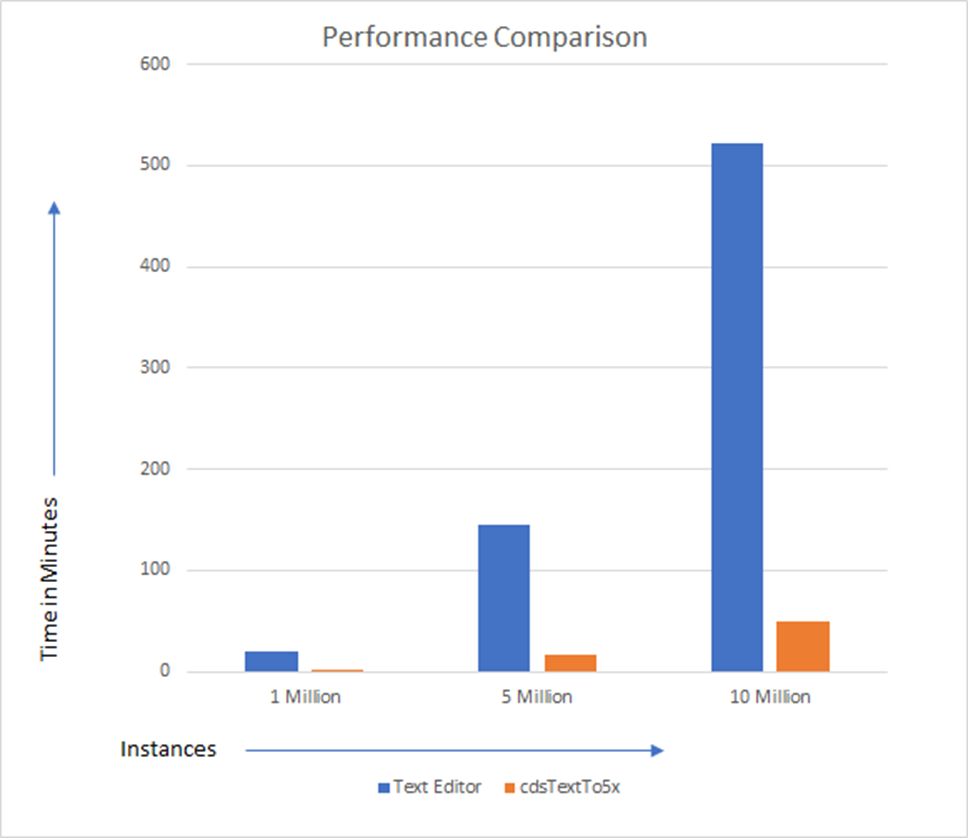 Performance Comparison
600
500
400
300
200
100
0
Time in Minutes
1 Million 5 Million 10 Million
Instances
Text Editor cdsTextTo5x